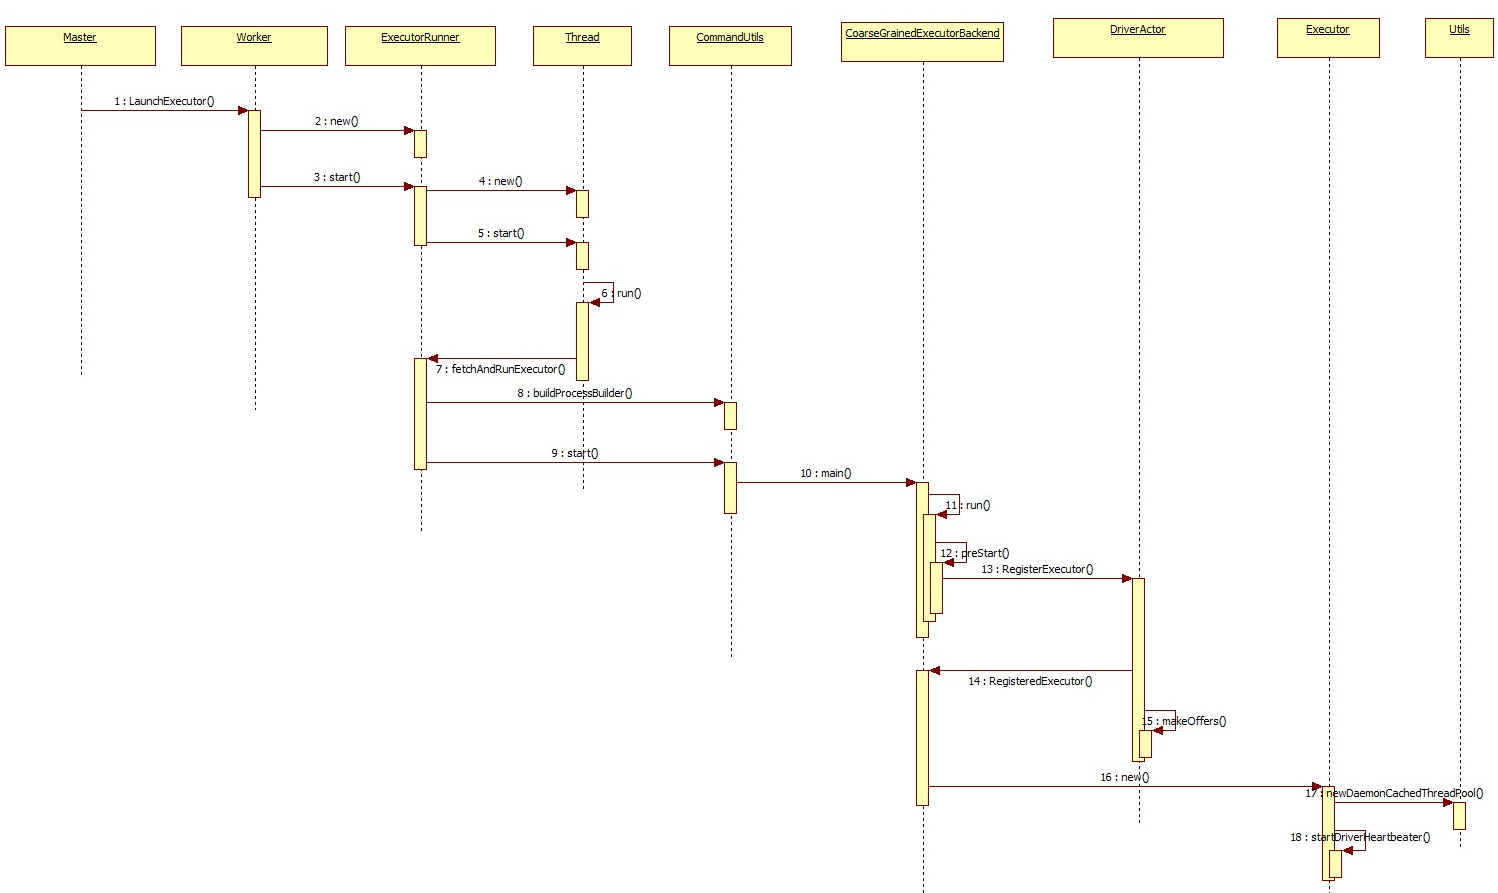 Master
Worker
ExecutorRunner
Thread
CommandUtils
CoarseGrainedExecutorBackend
DriverActor
Executor
Utils
1 : LaunchExecutor()
2 : new()
3 : start()
4 : new()
5 : start()
6 : run()
7 : fetchAndRunExecutor()
8 : buildProcessBuilder()
9 : start()
10 : main()
11 : run()
12 : preStart()
13 : RegisterExecutor()
14 : RegisteredExecutor()
15 : makeOffers()
16 : new()
17 : newDaemonCachedThreadPool()
18 : startDriverHeartbeater()